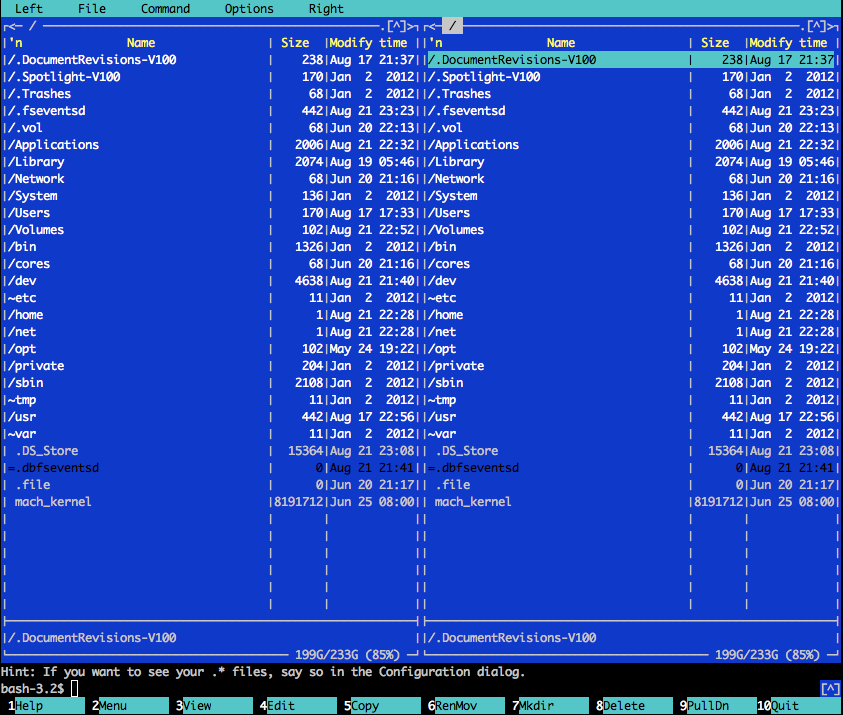 Left File Command Options Right
<- / .[^]> <- / .[^]>
'n Name | Size |Modify time 'n Name | Size |Modify time
/.DocumentRevisions-V100 | 238|Aug 17 21:37 /.DocumentRevisions-V100 | 238|Aug 17 21:37
/.Spotlight-V100 | 170|Jan 2 2012 /.Spotlight-V100 | 170|Jan 2 2012
/.Trashes | 68|Jan 2 2012 /.Trashes | 68|Jan 2 2012
/.fseventsd | 442|Aug 21 23:23 /.fseventsd | 442|Aug 21 23:23
/.vol | 68|Jun 20 22:13 /.vol | 68|Jun 20 22:13
/Applications | 2006|Aug 21 22:32 /Applications | 2006|Aug 21 22:32
/Library | 2074|Aug 19 05:46 /Library | 2074|Aug 19 05:46
/Network | 68|Jun 20 21:16 /Network | 68|Jun 20 21:16
/System | 136|Jan 2 2012 /System | 136|Jan 2 2012
/Users | 170|Aug 17 17:33 /Users | 170|Aug 17 17:33
/Volumes | 102|Aug 21 22:52 /Volumes | 102|Aug 21 22:52
/bin | 1326|Jan 2 2012 /bin | 1326|Jan 2 2012
/cores | 68|Jun 20 21:16 /cores | 68|Jun 20 21:16
/dev | 4638|Aug 21 21:40 /dev | 4638|Aug 21 21:40
~etc | 11|Jan 2 2012 ~etc | 11|Jan 2 2012
/home | 1|Aug 21 22:28 /home | 1|Aug 21 22:28
/net | 1|Aug 21 22:28 /net | 1|Aug 21 22:28
/opt | 102|May 24 19:22 /opt | 102|May 24 19:22
/private | 204|Jan 2 2012 /private | 204|Jan 2 2012
/sbin | 2108|Jan 2 2012 /sbin | 2108|Jan 2 2012
~tmp | 11|Jan 2 2012 ~tmp | 11|Jan 2 2012
/usr | 442|Aug 17 22:56 /usr | 442|Aug 17 22:56
~var | 11|Jan 2 2012 ~var | 11|Jan 2 2012
.DS_Store | 15364|Aug 21 23:08 .DS_Store | 15364|Aug 21 23:08
=.dbfseventsd | 0|Aug 21 21:41 =.dbfseventsd | 0|Aug 21 21:41
.file | 0|Jun 20 21:17 .file | 0|Jun 20 21:17
mach_kernel |8191712|Jun 25 08:00 mach_kernel |8191712|Jun 25 08:00
/.DocumentRevisions-V100 /.DocumentRevisions-V100
199G/233G (85%) 199G/233G (85%)
Hint: If you want to see your .* files, say so in the Configuration dialog.
bash-3.2$ [^]
1Help 2Menu 3View 4Edit 5Copy 6RenMov 7Mkdir 8Delete 9PullDn 10Quit